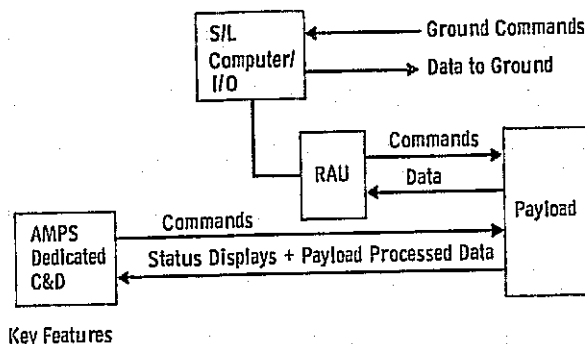 S/L
Computer/
I/O
Ground Commands
Data to Ground
RAU
Commands
Data
Payload
AMPS
Dedicated
C&D
Commands
Status Displays + Payload Processed Data
Key Features